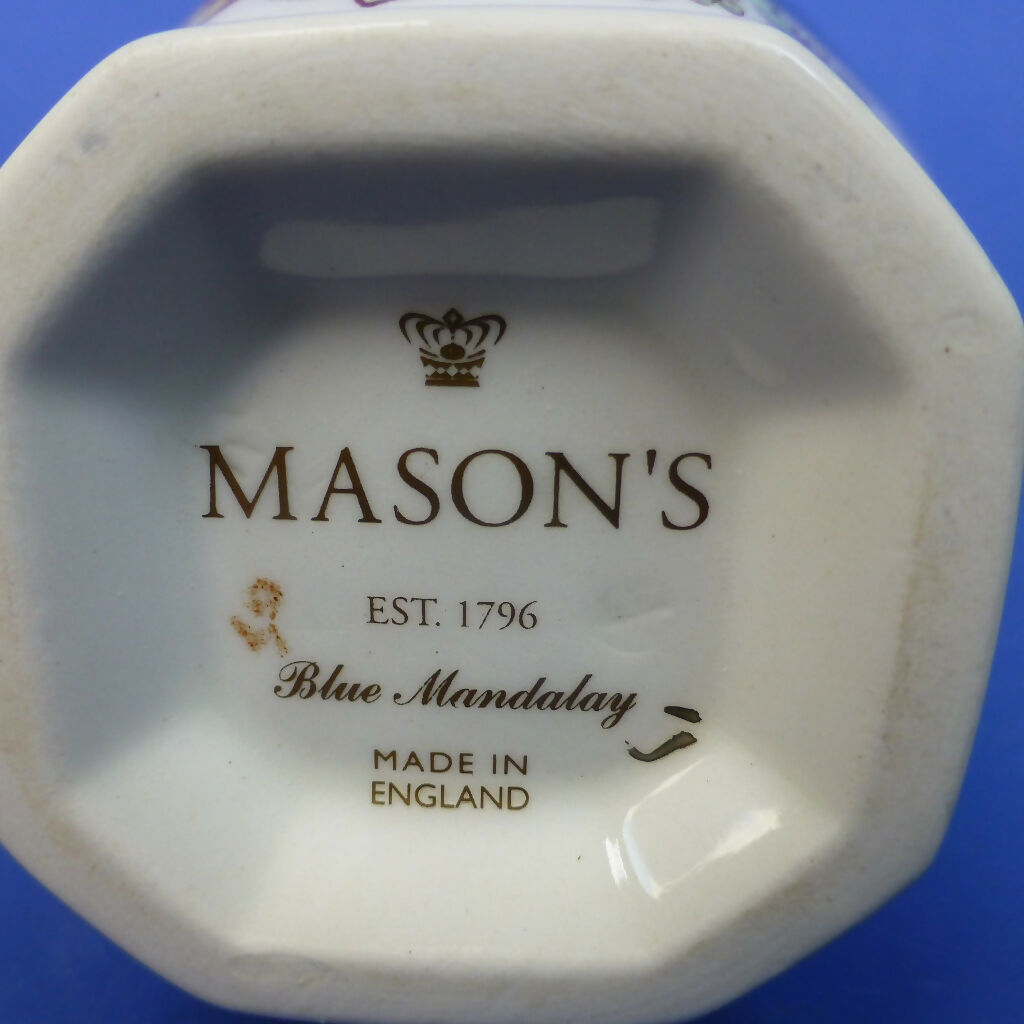 MASON'S
EST. 1796
Blue Mandalay
MADE IN
ENGLAND